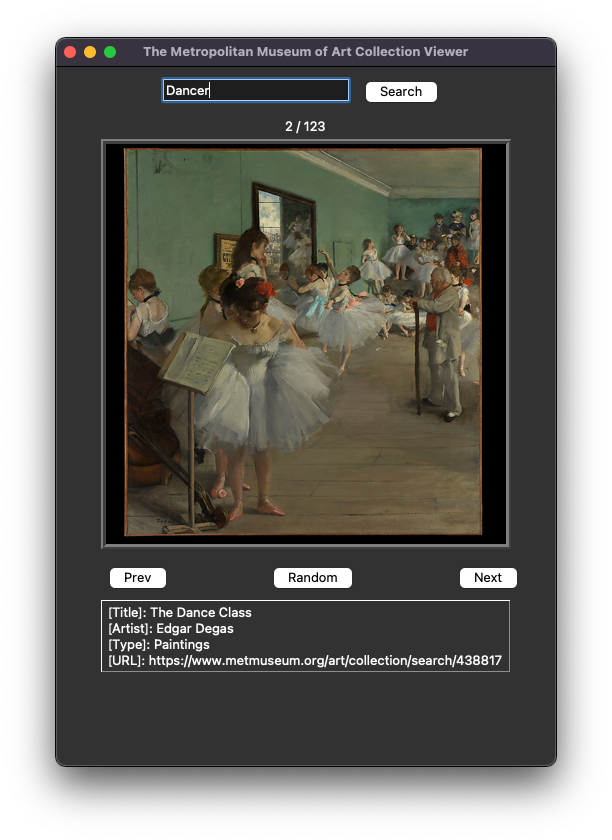 The Metropolitan Museum of Art Collection Viewer
Dancer
Search
2 / 123
Prev
Random
Next
[Title]: The Dance Class
[Artist]: Edgar Degas
[Type]: Paintings
[URL]: https://www.metmuseum.org/art/collection/search/438817